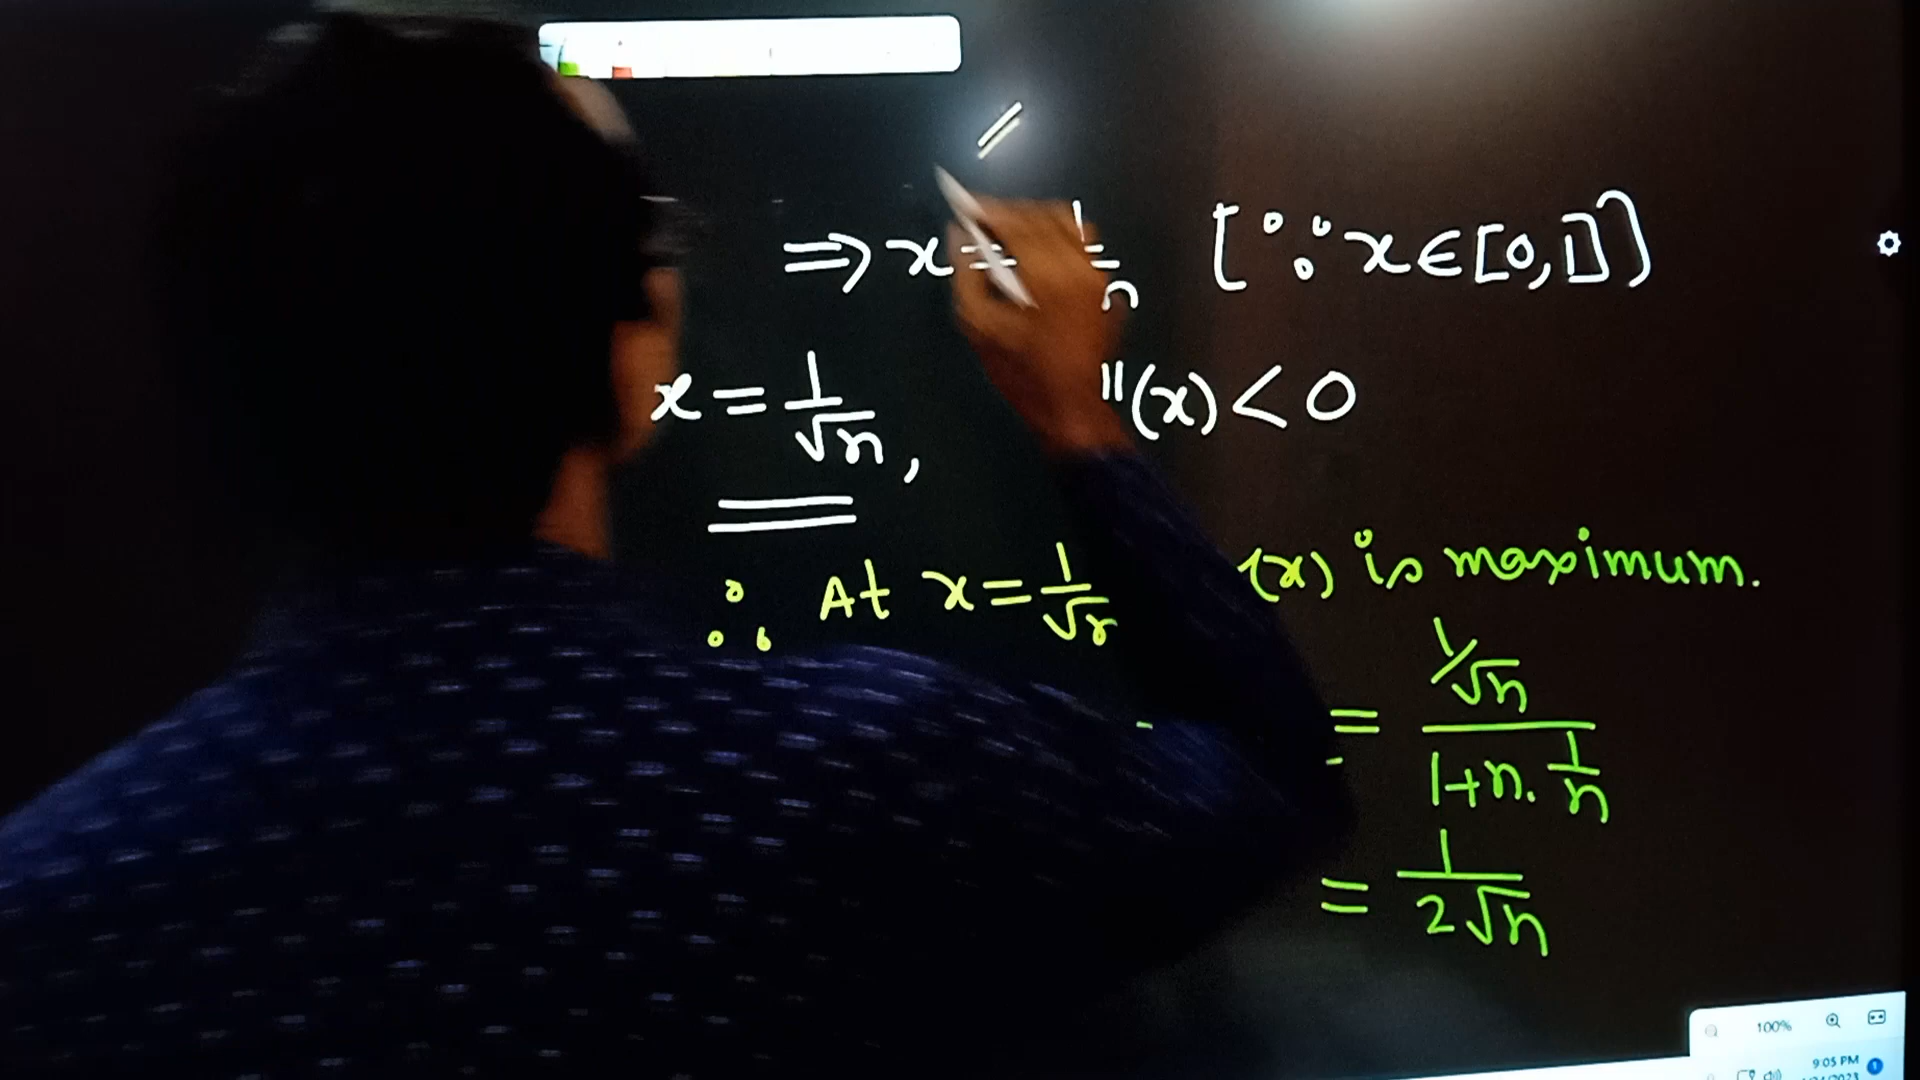 ⇒ x = 1/n [∵ x ∈ [0,1]]
x = 1/√n, "(x) < 0
∴ At x = 1/√ (x) is maximum.
= (1/√n)/(1+n.1/n)
= 1/2√n
100%
9:05 PM